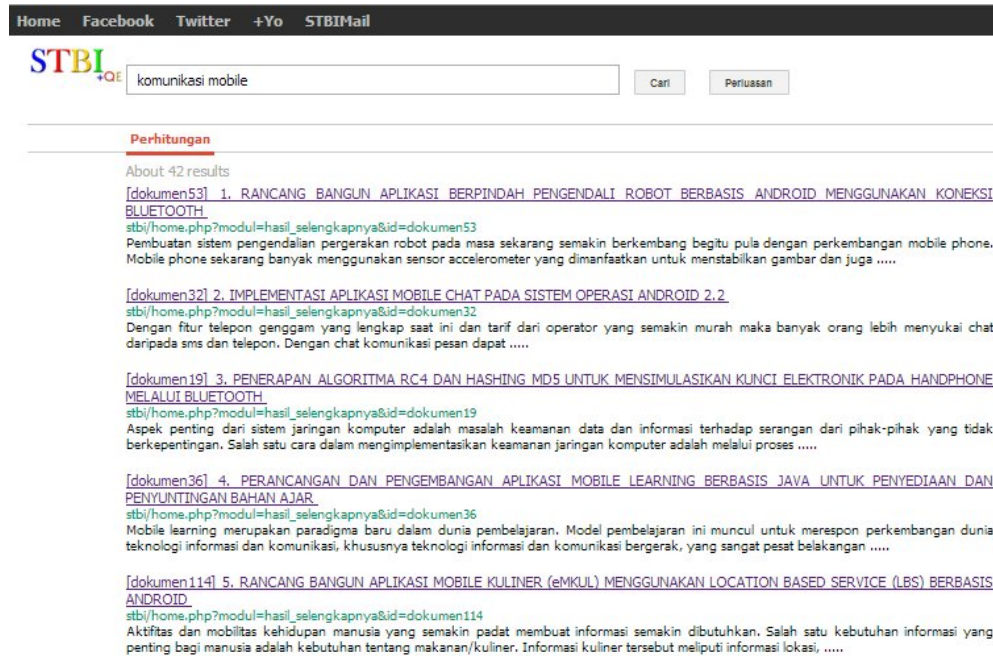 Home Facebook Twitter +Yo STBIMail
STBI+QE
komunikasi mobile
Cari Perluasan
Perhitungan
About 42 results
[dokumen53] 1. RANCANG BANGUN APLIKASI BERPINDAH PENGENDALI ROBOT BERBASIS ANDROID MENGGUNAKAN KONEKSI
BLUETOOTH
stbi/home.php?modul=hasil_selengkapnya&id=dokumen53
Pembuatan sistem pengendalian pergerakan robot pada masa sekarang semakin berkembang begitu pula dengan perkembangan mobile phone.
Mobile phone sekarang banyak menggunakan sensor accelerometer yang dimanfaatkan untuk menstabilkan gambar dan juga .....
[dokumen32] 2. IMPLEMENTASI APLIKASI MOBILE CHAT PADA SISTEM OPERASI ANDROID 2.2
stbi/home.php?modul=hasil_selengkapnya&id=dokumen32
Dengan fitur telepon genggam yang lengkap saat ini dan tarif dari operator yang semakin murah maka banyak orang lebih menyukai chat
daripada sms dan telepon. Dengan chat komunikasi pesan dapat .....
[dokumen19] 3. PENERAPAN ALGORITMA RC4 DAN HASHING MD5 UNTUK MENSIMULASIKAN KUNCI ELEKTRONIK PADA HANDPHONE
MELALUI BLUETOOTH
stbi/home.php?modul=hasil_selengkapnya&id=dokumen19
Aspek penting dari sistem jaringan komputer adalah masalah keamanan data dan informasi terhadap serangan dari pihak-pihak yang tidak
berkepentingan. Salah satu cara dalam mengimplementasikan keamanan jaringan komputer adalah melalui proses .....
[dokumen36] 4. PERANCANGAN DAN PENGEMBANGAN APLIKASI MOBILE LEARNING BERBASIS JAVA UNTUK PENYEDIAAN DAN
PENYUNTINGAN BAHAN AJAR
stbi/home.php?modul=hasil_selengkapnya&id=dokumen36
Mobile learning merupakan paradigma baru dalam dunia pembelajaran. Model pembelajaran ini muncul untuk merespon perkembangan dunia
teknologi informasi dan komunikasi, khususnya teknologi informasi dan komunikasi bergerak, yang sangat pesat belakangan .....
[dokumen114] 5. RANCANG BANGUN APLIKASI MOBILE KULINER (eMKUL) MENGGUNAKAN LOCATION BASED SERVICE (LBS) BERBASIS
ANDROID
stbi/home.php?modul=hasil_selengkapnya&id=dokumen114
Aktifitas dan mobilitas kehidupan manusia yang semakin padat membuat informasi semakin dibutuhkan. Salah satu kebutuhan informasi yang
penting bagi manusia adalah kebutuhan tentang makanan/kuliner. Informasi kuliner tersebut meliputi informasi lokasi, .....